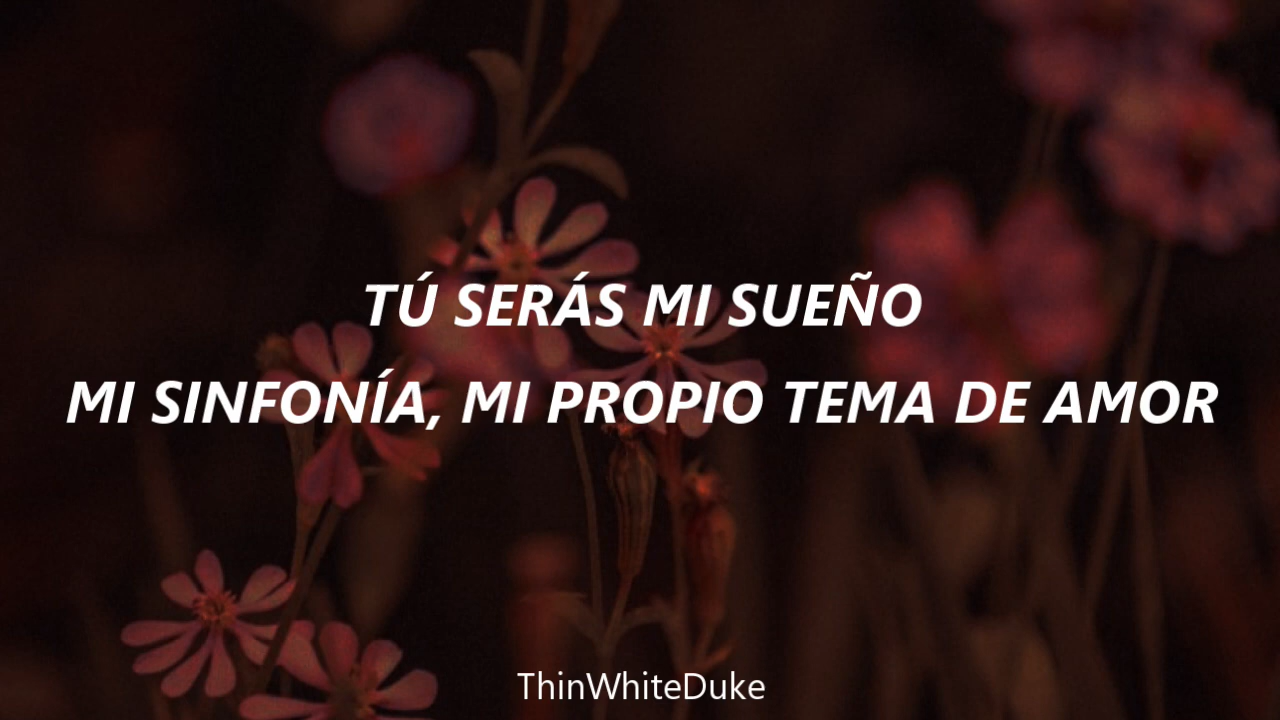 TÚ SERÁS MI SUEÑO
MI SINFONÍA, MI PROPIO TEMA DE AMOR
ThinWhiteDuke